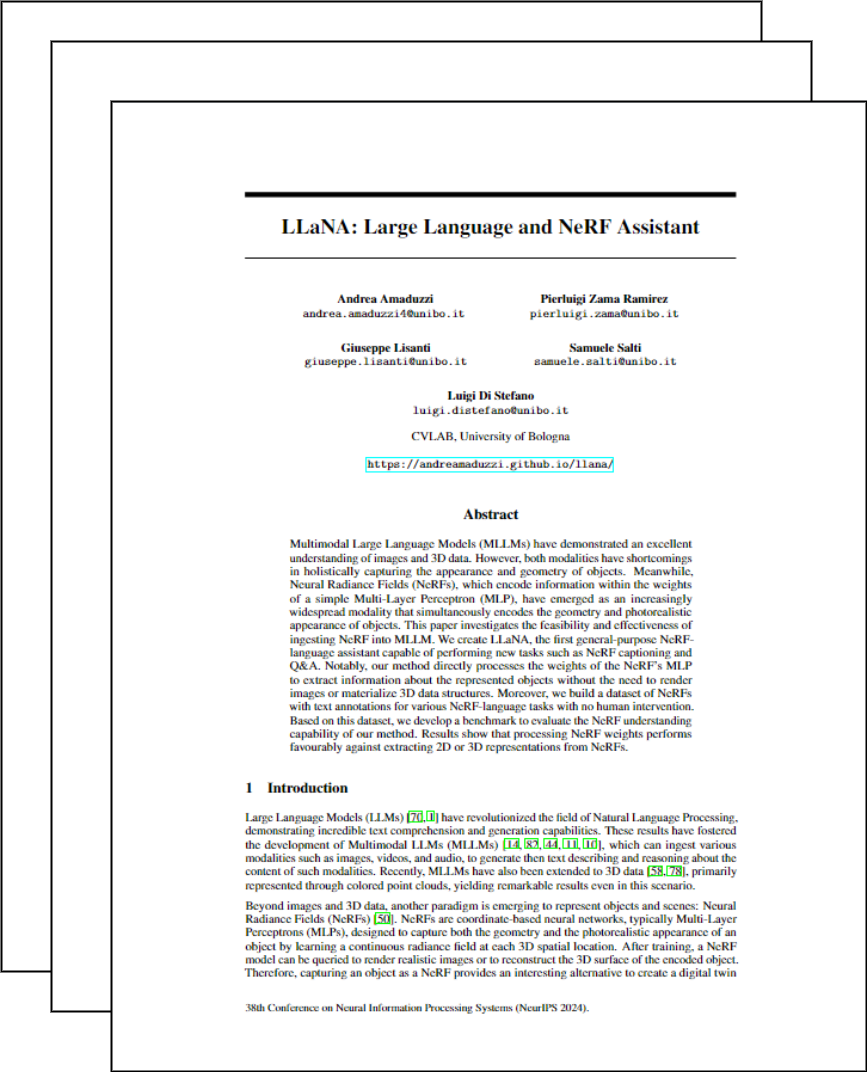 LLaNA: Large Language and NeRF Assistant
Andrea Amaduzzi
andrea.amaduzzi4@unibo.it
Pierluigi Zama Ramirez
pierluigi.zama@unibo.it
Giuseppe Lisanti
giuseppe.lisanti@unibo.it
Samuele Salti
samuele.salti@unibo.it
Luigi Di Stefano
luigi.distefano@unibo.it
CVLAB, University of Bologna
https://andreamaduzzi.github.io/llana/
Abstract
Multimodal Large Language Models (MLLMs) have demonstrated an excellent
understanding of images and 3D data. However, both modalities have shortcomings
in holistically capturing the appearance and geometry of objects. Meanwhile,
Neural Radiance Fields (NeRFs), which encode information within the weights
of a simple Multi-Layer Perceptron (MLP), have emerged as an increasingly
widespread modality that simultaneously encodes the geometry and photorealistic
appearance of objects. This paper investigates the feasibility and effectiveness of
ingesting NeRF into MLLM. We create LLaNA, the first general-purpose NeRF-
language assistant capable of performing new tasks such as NeRF captioning and
Q&A. Notably, our method directly processes the weights of the NeRF's MLP
to extract information about the represented objects without the need to render
images or materialize 3D data structures. Moreover, we build a dataset of NeRFs
with text annotations for various NeRF-language tasks with no human intervention.
Based on this dataset, we develop a benchmark to evaluate the NeRF understanding
capability of our method. Results show that processing NeRF weights performs
favourably against extracting 2D or 3D representations from NeRFs.
1 Introduction
Large Language Models (LLMs) [70, 1] have revolutionized the field of Natural Language Processing,
demonstrating incredible text comprehension and generation capabilities. These results have fostered
the development of Multimodal LLMs (MLLMs) [14, 82, 44, 11, 10], which can ingest various
modalities such as images, videos, and audio, to generate then text describing and reasoning about the
content of such modalities. Recently, MLLMs have also been extended to 3D data [58, 78], primarily
represented through colored point clouds, yielding remarkable results even in this scenario.
Beyond images and 3D data, another paradigm is emerging to represent objects and scenes: Neural
Radiance Fields (NeRFs) [50]. NeRFs are coordinate-based neural networks, typically Multi-Layer
Perceptrons (MLPs), designed to capture both the geometry and the photorealistic appearance of an
object by learning a continuous radiance field at each 3D spatial location. After training, a NeRF
model can be queried to render realistic images or to reconstruct the 3D surface of the encoded object.
Therefore, capturing an object as a NeRF provides an interesting alternative to create a digital twin
38th Conference on Neural Information Processing Systems (NeurIPS 2024).